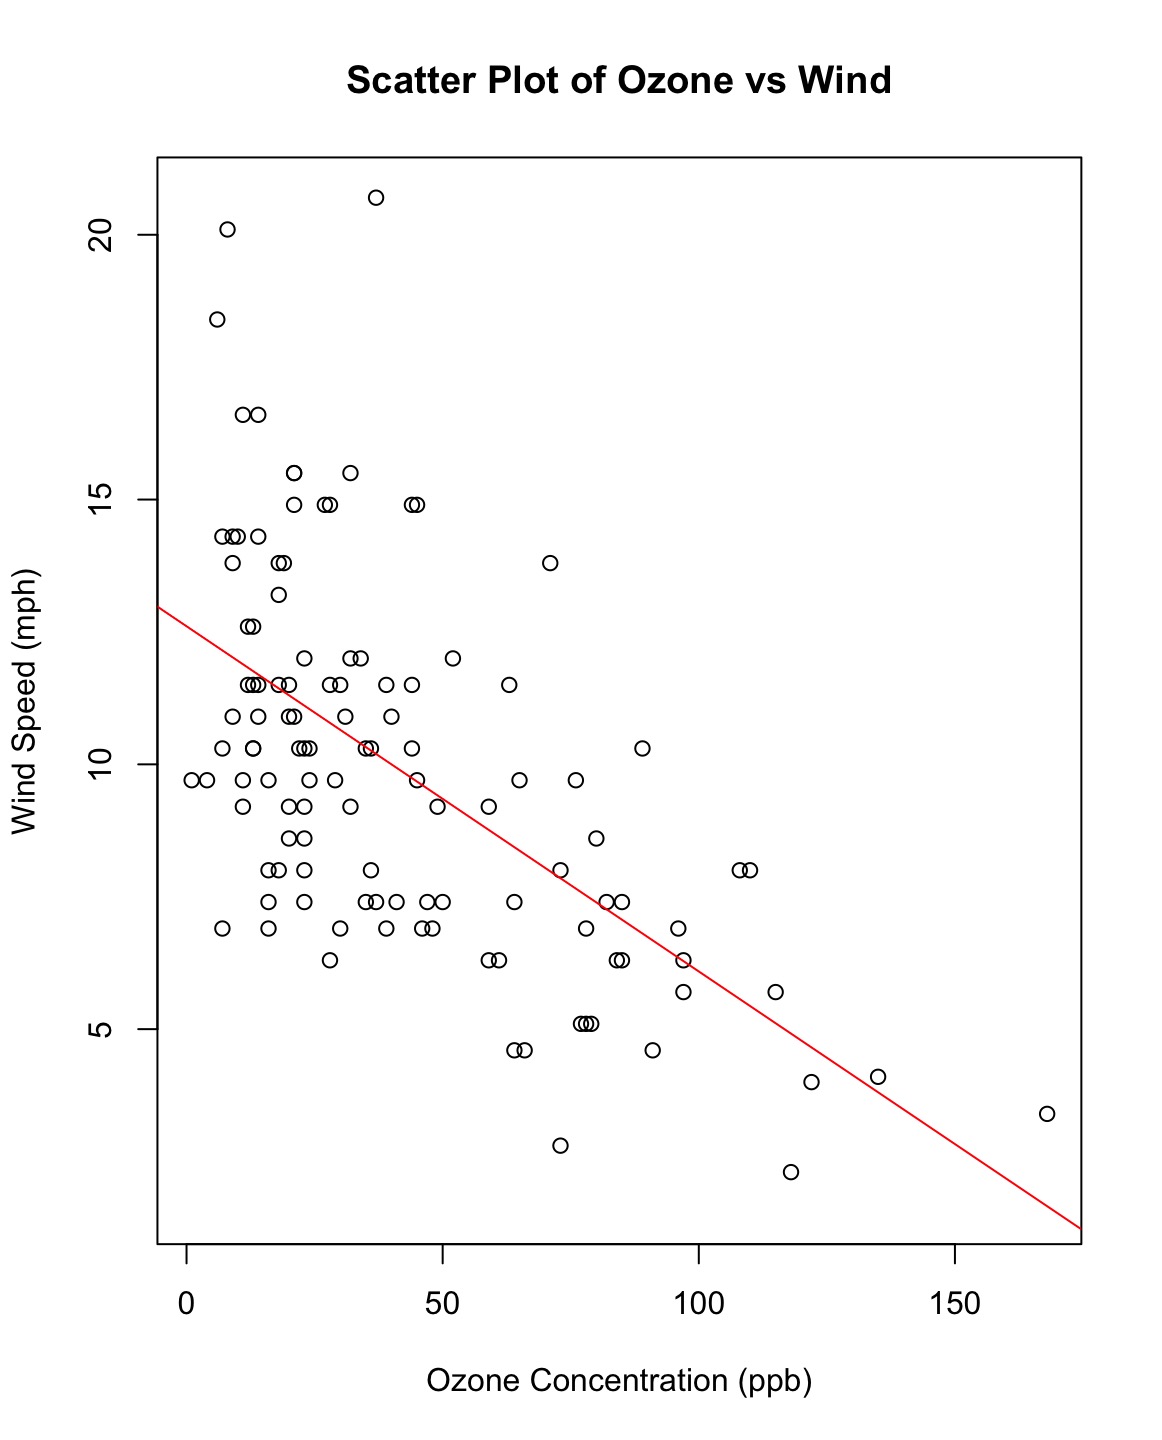 Scatter Plot of Ozone vs Wind
Wind Speed (mph)
20
15
10
5
0 50 100 150
Ozone Concentration (ppb)